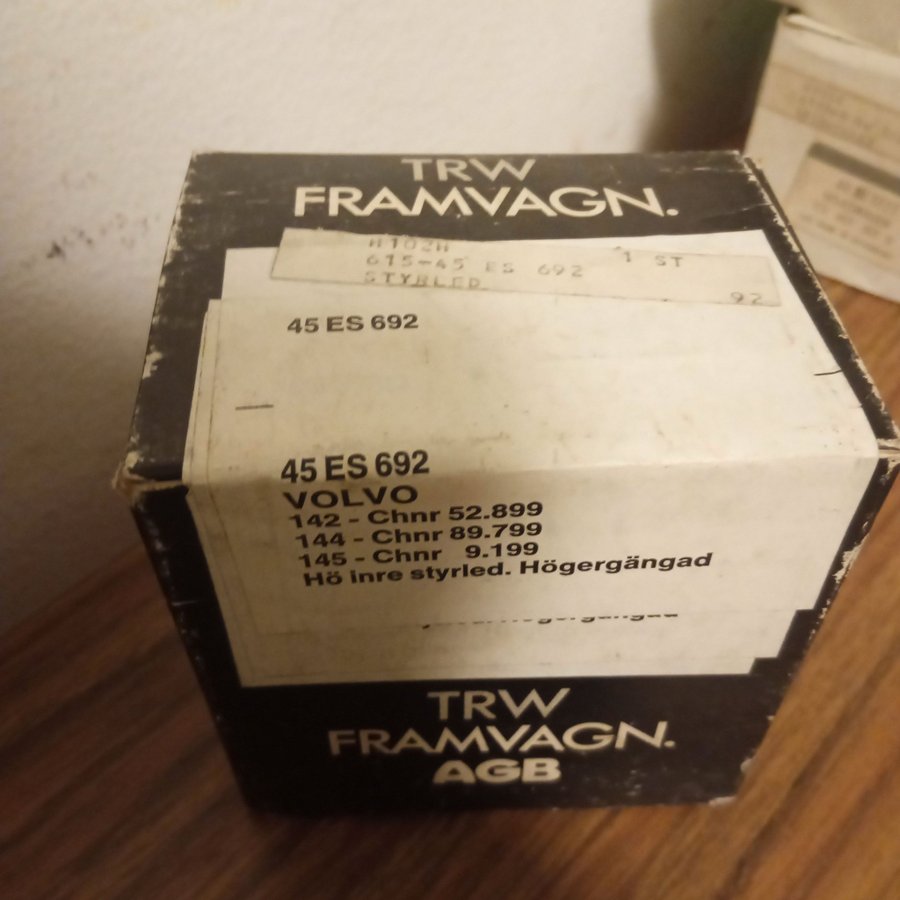 TRW
FRAMVAGN.
H102H 1 ST
615-45 ES 692
STYRLED
92
45 ES 692
45 ES 692
VOLVO
142 - Chnr 52.899
144 - Chnr 89.799
145 - Chnr 9.199
Hö inre styrled. Högergängad
TRW
FRAMVAGN.
AGB